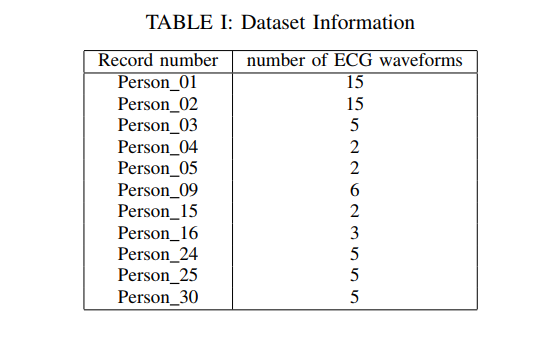 TABLE I: Dataset Information
Record number number of ECG waveforms
Person_01 15
Person_02 15
Person_03 5
Person_04 2
Person_05 2
Person_09 6
Person_15 2
Person_16 3
Person_24 5
Person_25 5
Person_30 5